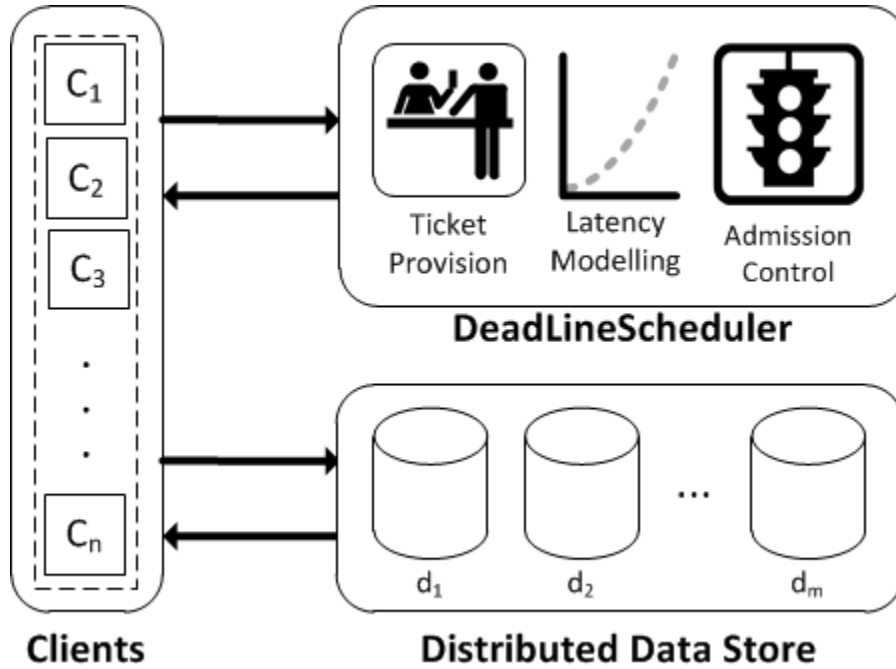 C₁
C₂
C₃
.
.
.
Cₙ
Clients
Ticket
Provision
Latency
Modelling
Admission
Control
DeadLineScheduler
...
d₁
d₂
dₘ
Distributed Data Store